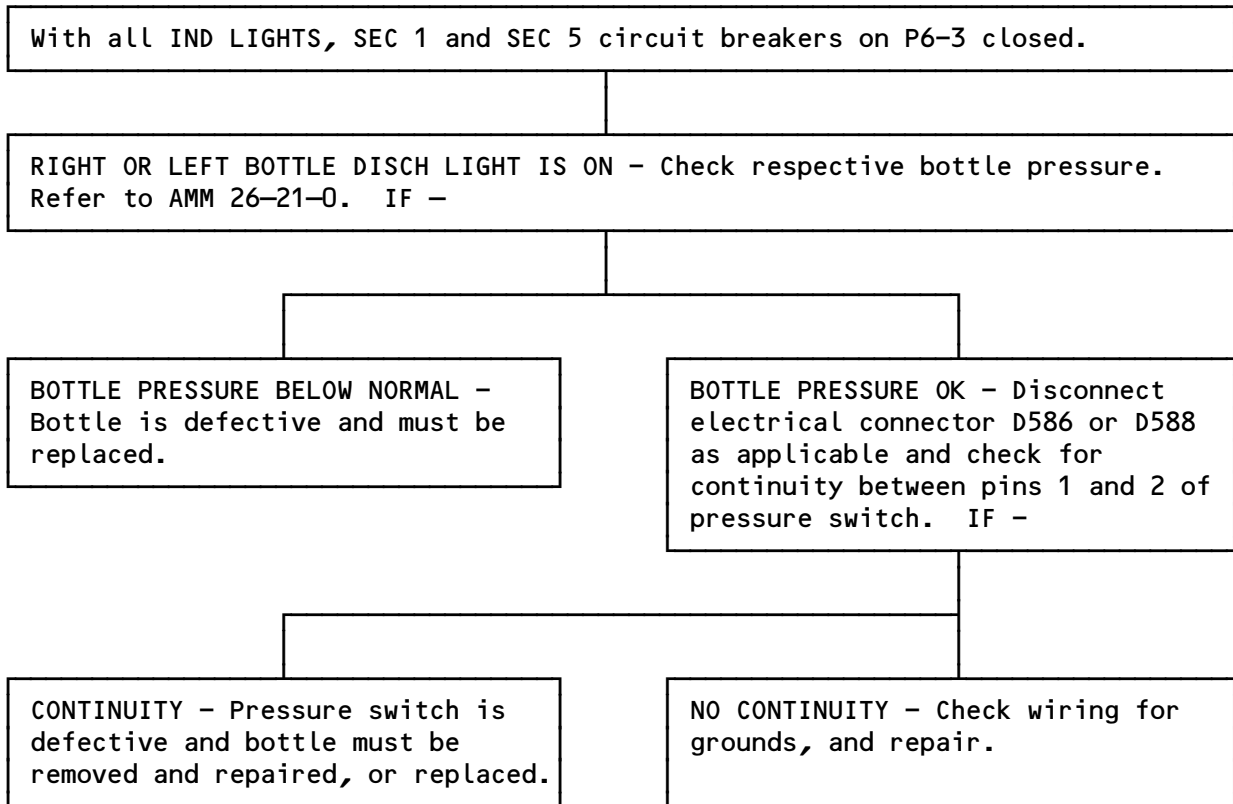 With all IND LIGHTS, SEC 1 and SEC 5 circuit breakers on P6-3 closed.
RIGHT OR LEFT BOTTLE DISCH LIGHT IS ON – Check respective bottle pressure.
Refer to AMM 26–21–0.  IF –
BOTTLE PRESSURE BELOW NORMAL –
Bottle is defective and must be
replaced.
BOTTLE PRESSURE OK – Disconnect
electrical connector D586 or D588
as applicable and check for
continuity between pins 1 and 2 of
pressure switch.  IF –
CONTINUITY – Pressure switch is
defective and bottle must be
removed and repaired, or replaced.
NO CONTINUITY – Check wiring for
grounds, and repair.